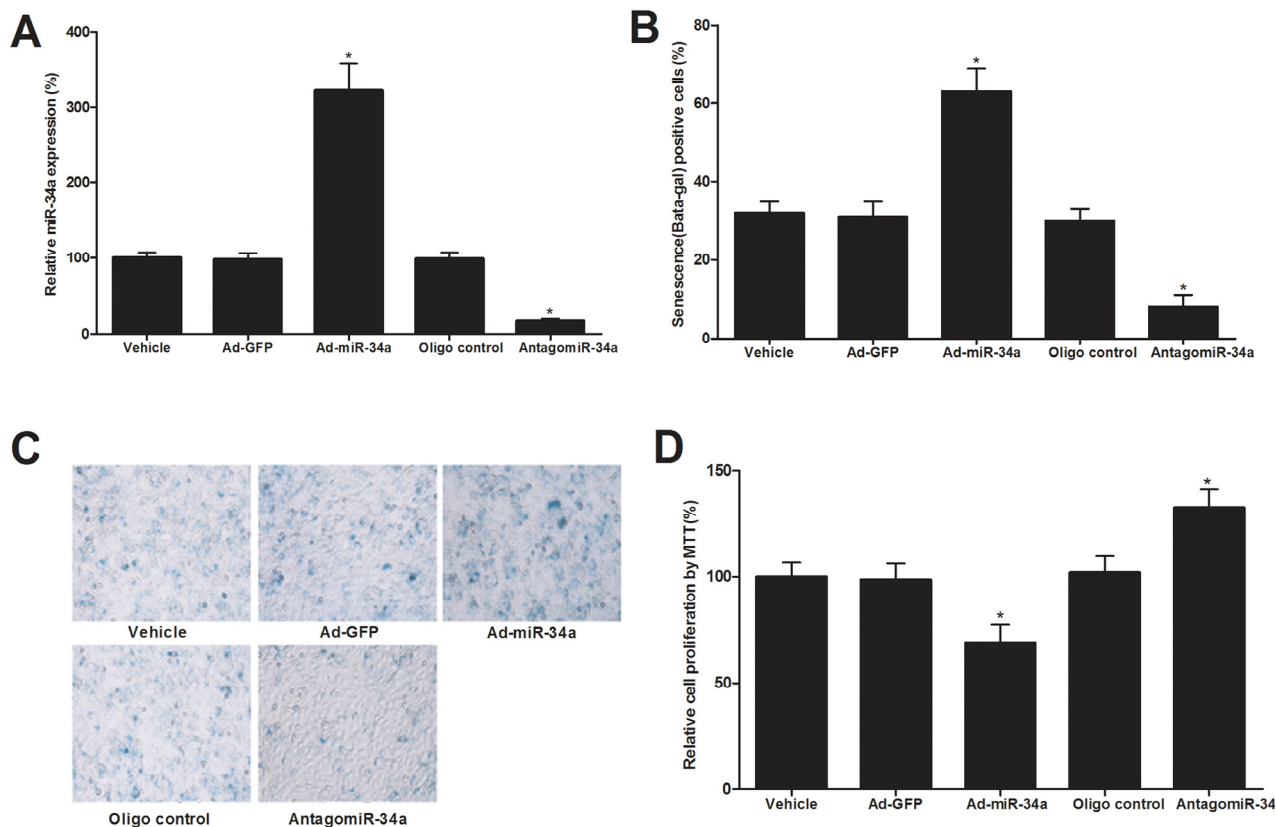 A
Relative miR-34a expression (%)
400
300
200
100
0
*
*
Vehicle Ad-GFP Ad-miR-34a Oligo control AntagomiR-34a
B
Senescence(Bata-gal) positive cells (%)
80
60
40
20
0
*
*
Vehicle Ad-GFP Ad-miR-34a Oligo control AntagomiR-34a
C
Vehicle Ad-GFP Ad-miR-34a
Oligo control AntagomiR-34a
D
Relative cell proliferation by MTT(%)
150
100
50
0
*
*
Vehicle Ad-GFP Ad-miR-34a Oligo control AntagomiR-34